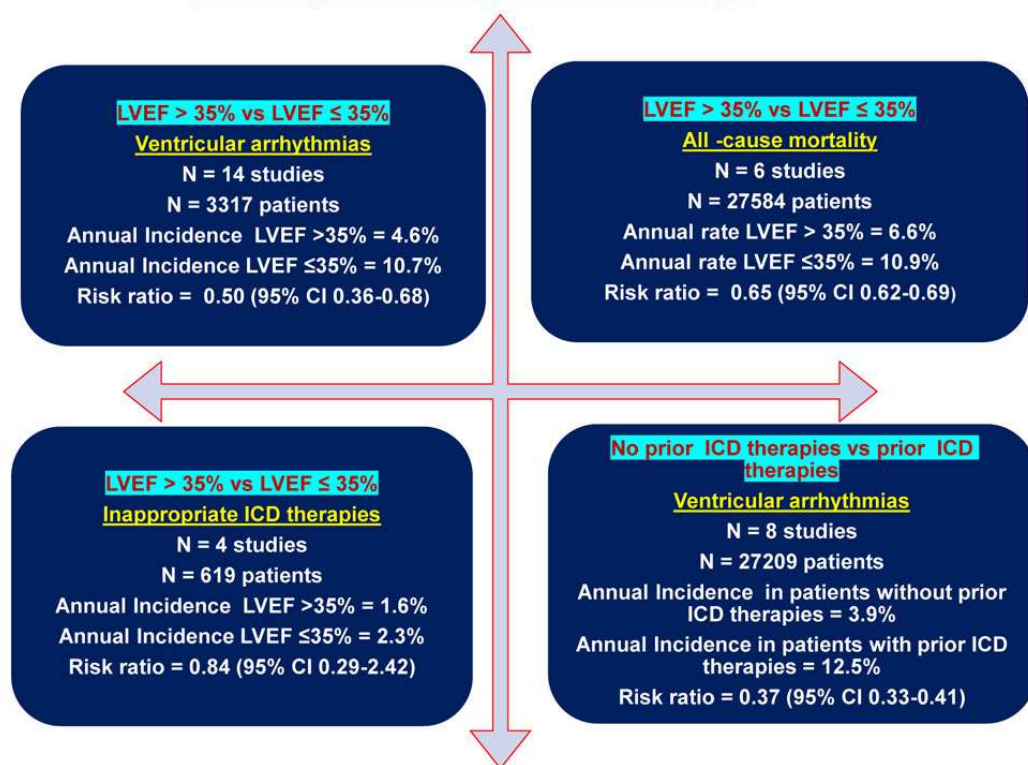 LVEF > 35% vs LVEF ≤ 35%
Ventricular arrhythmias
N = 14 studies
N = 3317 patients
Annual Incidence LVEF >35% = 4.6%
Annual Incidence LVEF ≤35% = 10.7%
Risk ratio = 0.50 (95% CI 0.36-0.68)
LVEF > 35% vs LVEF ≤ 35%
All -cause mortality
N = 6 studies
N = 27584 patients
Annual rate LVEF > 35% = 6.6%
Annual rate LVEF ≤35% = 10.9%
Risk ratio = 0.65 (95% CI 0.62-0.69)
LVEF > 35% vs LVEF ≤ 35%
Inappropriate ICD therapies
N = 4 studies
N = 619 patients
Annual Incidence LVEF >35% = 1.6%
Annual Incidence LVEF ≤35% = 2.3%
Risk ratio = 0.84 (95% CI 0.29-2.42)
No prior ICD therapies vs prior ICD
therapies
Ventricular arrhythmias
N = 8 studies
N = 27209 patients
Annual Incidence in patients without prior
ICD therapies = 3.9%
Annual Incidence in patients with prior ICD
therapies = 12.5%
Risk ratio = 0.37 (95% CI 0.33-0.41)